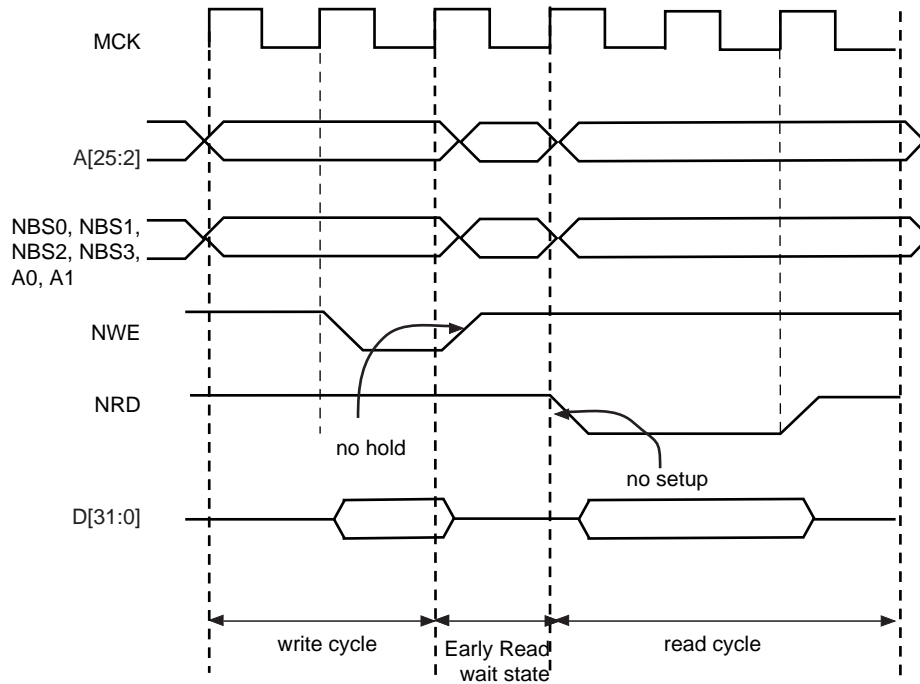 MCK
A[25:2]
NBS0, NBS1,
NBS2, NBS3,
A0, A1
NWE
NRD
no hold
no setup
D[31:0]
write cycle
Early Read
wait state
read cycle